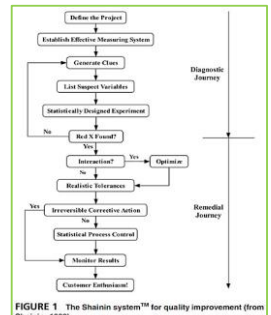 Define the Project
Establish Effective Measuring System
Generate Clues
List Suspect Variables
Statistically Designed Experiment
No
Red X Found?
Yes
Interaction?
Yes
Optimize
No
Realistic Tolerances
Yes
Irreversible Corrective Action
No
Statistical Process Control
Monitor Results
Customer Enthusiasm!
Diagnostic
Journey
Remedial
Journey
FIGURE 1 The Shainin system™ for quality improvement (from